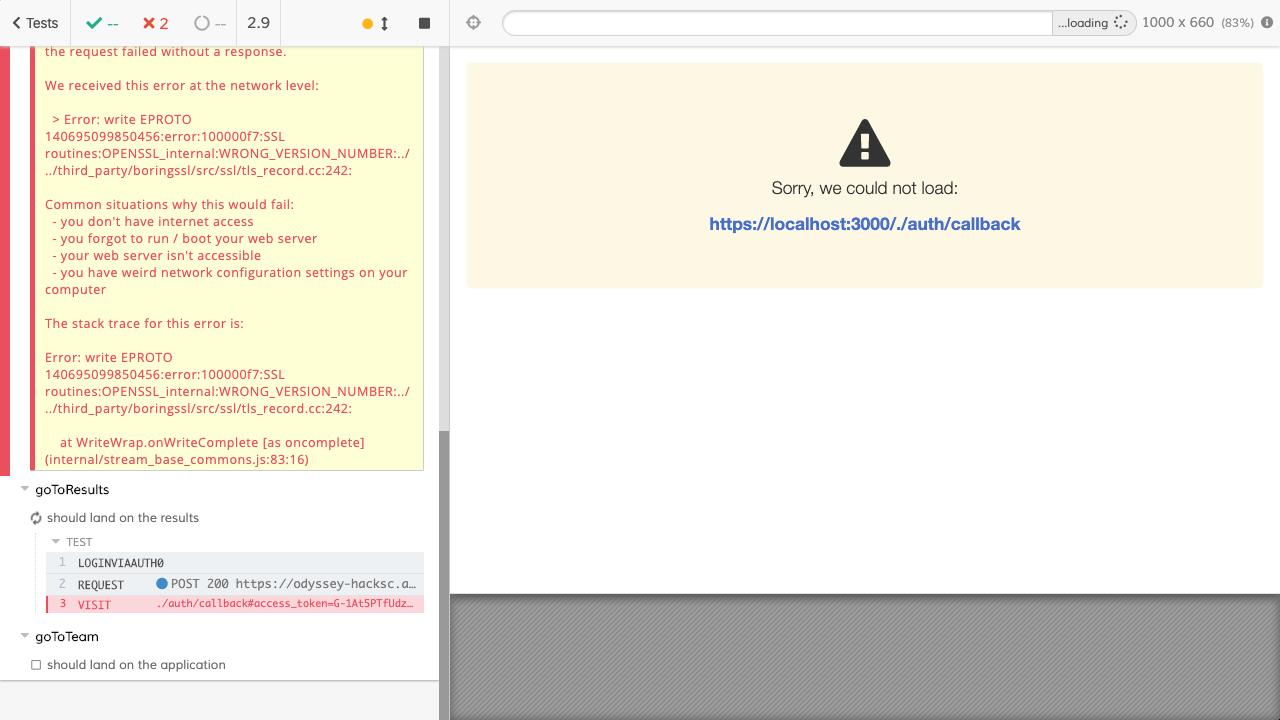 Tests
--
2
--
2.9
...loading
1000 x 660 (83%)
the request failed without a response.
We received this error at the network level:
> Error: write EPROTO
140695099850456:error:100000f7:SSL
routines:OPENSSL_internal:WRONG_VERSION_NUMBER:../
../third_party/boringssl/src/ssl/tls_record.cc:242:
Common situations why this would fail:
- you don't have internet access
- you forgot to run / boot your web server
- your web server isn't accessible
- you have weird network configuration settings on your
computer
The stack trace for this error is:
Error: write EPROTO
140695099850456:error:100000f7:SSL
routines:OPENSSL_internal:WRONG_VERSION_NUMBER:../
../third_party/boringssl/src/ssl/tls_record.cc:242:
at WriteWrap.onWriteComplete [as oncomplete]
(internal/stream_base_commons.js:83:16)
goToResults
should land on the results
TEST
1 LOGINVIAAUTH0
2 REQUEST POST 200 https://odyssey-hacksc.a...
3 VISIT ./auth/callback#access_token=G-1At5PTfUdz...
goToTeam
should land on the application
Sorry, we could not load:
https://localhost:3000/./auth/callback